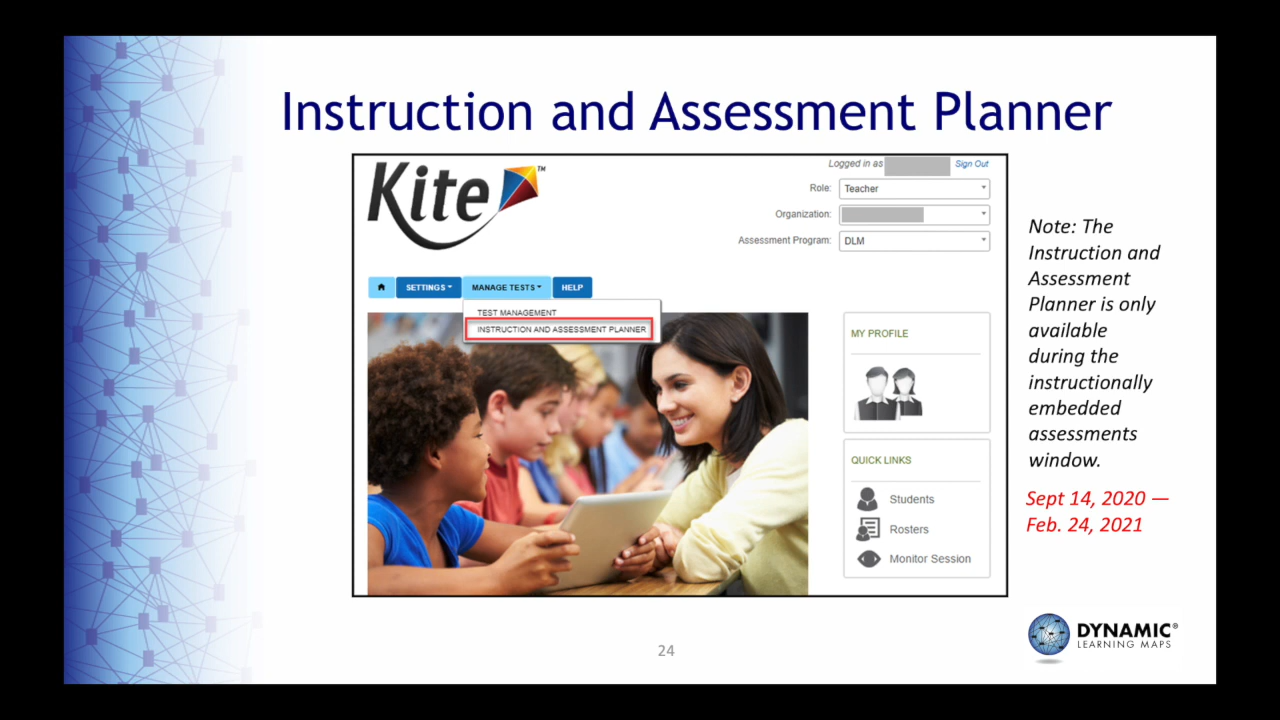 Instruction and Assessment Planner
Kite™
Logged in as
Sign Out
Role:
Teacher
Organization:
Assessment Program:
DLM
SETTINGS
MANAGE TESTS
HELP
TEST MANAGEMENT
INSTRUCTION AND ASSESSMENT PLANNER
MY PROFILE
QUICK LINKS
Students
Rosters
Monitor Session
Note: The
Instruction and
Assessment
Planner is only
available
during the
instructionally
embedded
assessments
window.
Sept 14, 2020 —
Feb. 24, 2021
24
DYNAMIC®
LEARNING MAPS